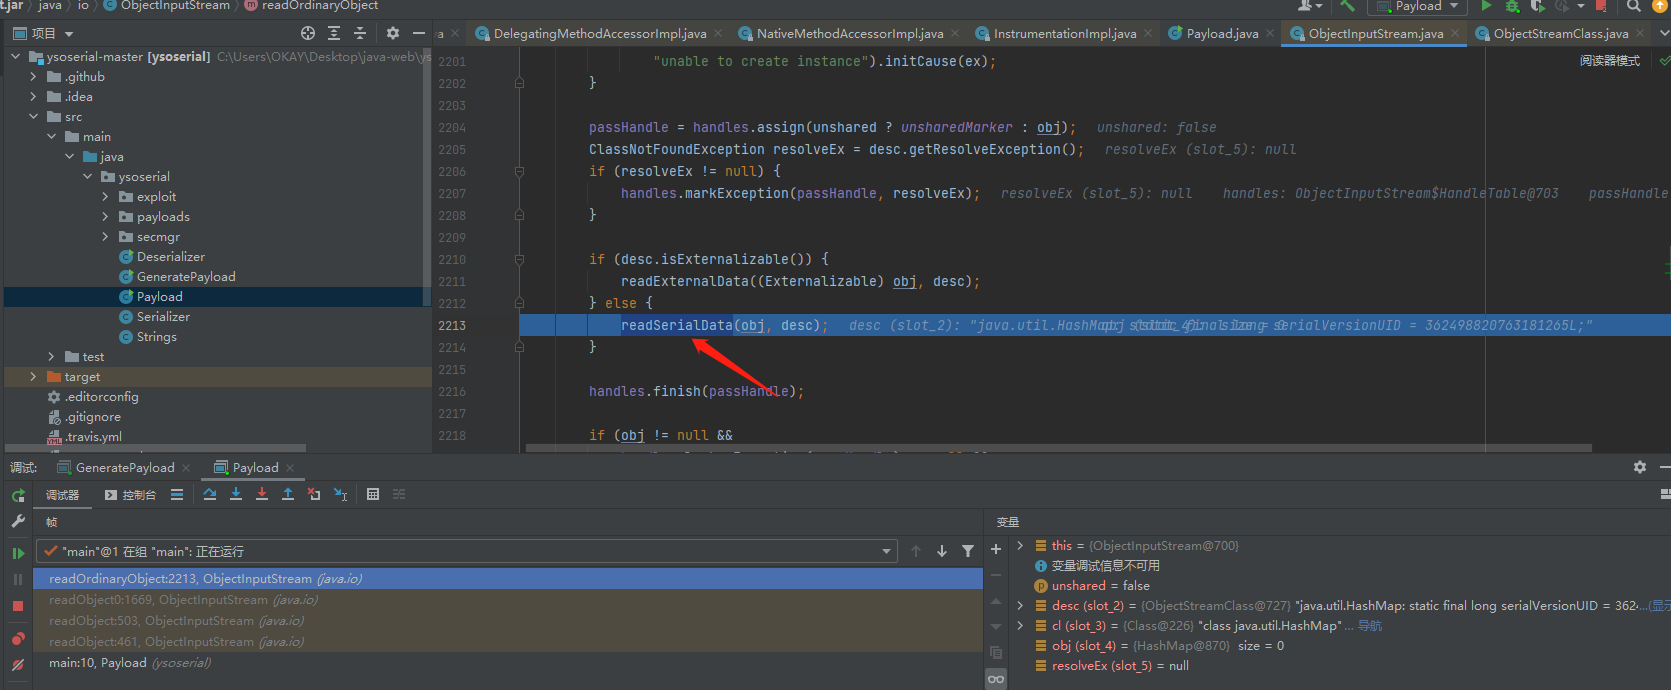 t.jar › java › io › ObjectInputStream › readOrdinaryObject
Payload
项目
DelegatingMethodAccessorImpl.java
NativeMethodAccessorImpl.java
InstrumentationImpl.java
Payload.java
ObjectInputStream.java
ObjectStreamClass.java
ysoserial-master [ysoserial] C:\Users\OKAY\Desktop\java-web\ys
.github
.idea
src
main
java
ysoserial
exploit
payloads
secmgr
Deserializer
GeneratePayload
Payload
Serializer
Strings
test
target
.editorconfig
.gitignore
.travis.yml
阅读器模式
2201 "unable to create instance").initCause(ex);
2202 }
2203
2204 passHandle = handles.assign(unshared ? unsharedMarker : obj); unshared: false
2205 ClassNotFoundException resolveEx = desc.getResolveException(); resolveEx (slot_5): null
2206 if (resolveEx != null) {
2207 handles.markException(passHandle, resolveEx); resolveEx (slot_5): null handles: ObjectInputStream$HandleTable@703 passHandle
2208 }
2209
2210 if (desc.isExternalizable()) {
2211 readExternalData((Externalizable) obj, desc);
2212 } else {
2213 readSerialData(obj, desc); desc (slot_2): "java.util.HashMap: static final long serialVersionUID = 362498820763181265L;"
2214 }
2215
2216 handles.finish(passHandle);
2217
2218 if (obj != null &&
调试:
GeneratePayload
Payload
调试器
控制台
帧
"main"@1 在组 "main": 正在运行
readOrdinaryObject:2213, ObjectInputStream (java.io)
readObject0:1669, ObjectInputStream (java.io)
readObject:503, ObjectInputStream (java.io)
readObject:461, ObjectInputStream (java.io)
main:10, Payload (ysoserial)
变量
this = {ObjectInputStream@700}
变量调试信息不可用
unshared = false
desc (slot_2) = {ObjectStreamClass@727} "java.util.HashMap: static final long serialVersionUID = 3624...(显示
cl (slot_3) = {Class@226} "class java.util.HashMap"... 导航
obj (slot_4) = {HashMap@870} size = 0
resolveEx (slot_5) = null